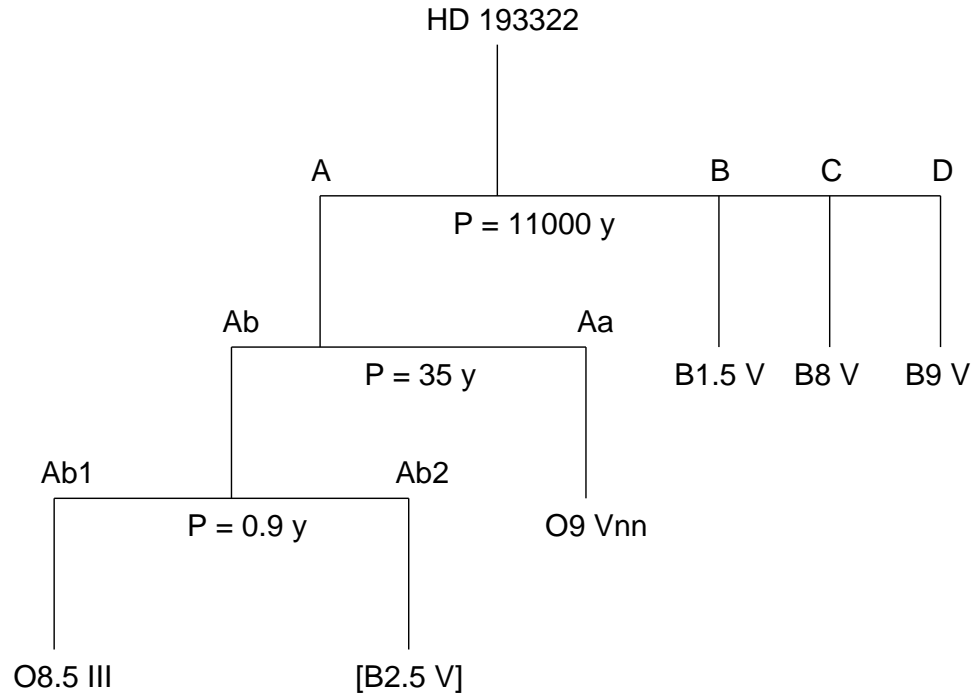 HD 193322
A B C D
P = 11000 y
Ab Aa
P = 35 y B1.5 V B8 V B9 V
Ab1 Ab2
P = 0.9 y O9 Vnn
O8.5 III [B2.5 V]